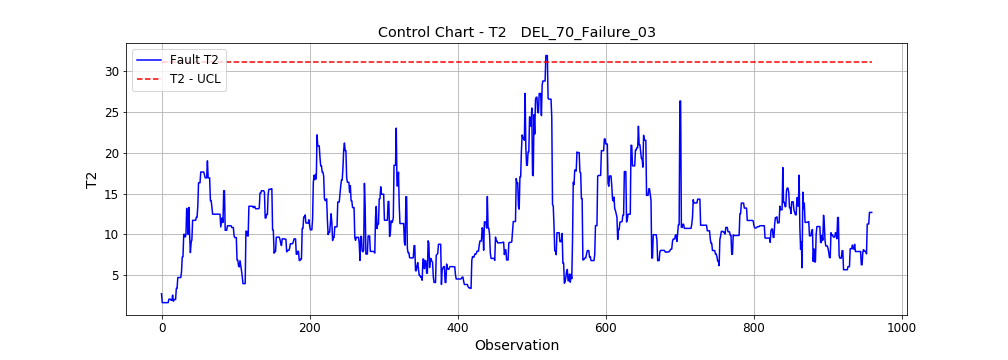 Control Chart - T2   DEL_70_Failure_03
Fault T2
T2 - UCL
T2
30
25
20
15
10
5
0
200
400
600
800
1000
Observation